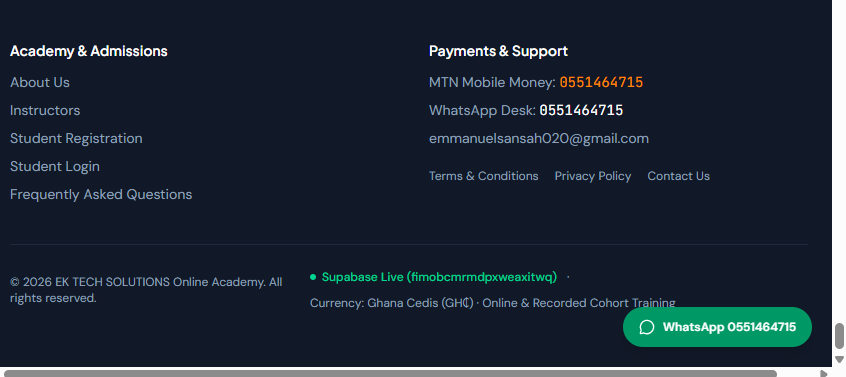 Academy & Admissions
About Us
Instructors
Student Registration
Student Login
Frequently Asked Questions
Payments & Support
MTN Mobile Money: 0551464715
WhatsApp Desk: 0551464715
emmanuelsansah020@gmail.com
Terms & Conditions Privacy Policy Contact Us
© 2026 EK TECH SOLUTIONS Online Academy. All
rights reserved.
Supabase Live (fimobcmrmdpxweaxitwq) ·
Currency: Ghana Cedis (GH₵) · Online & Recorded Cohort Training
WhatsApp 0551464715